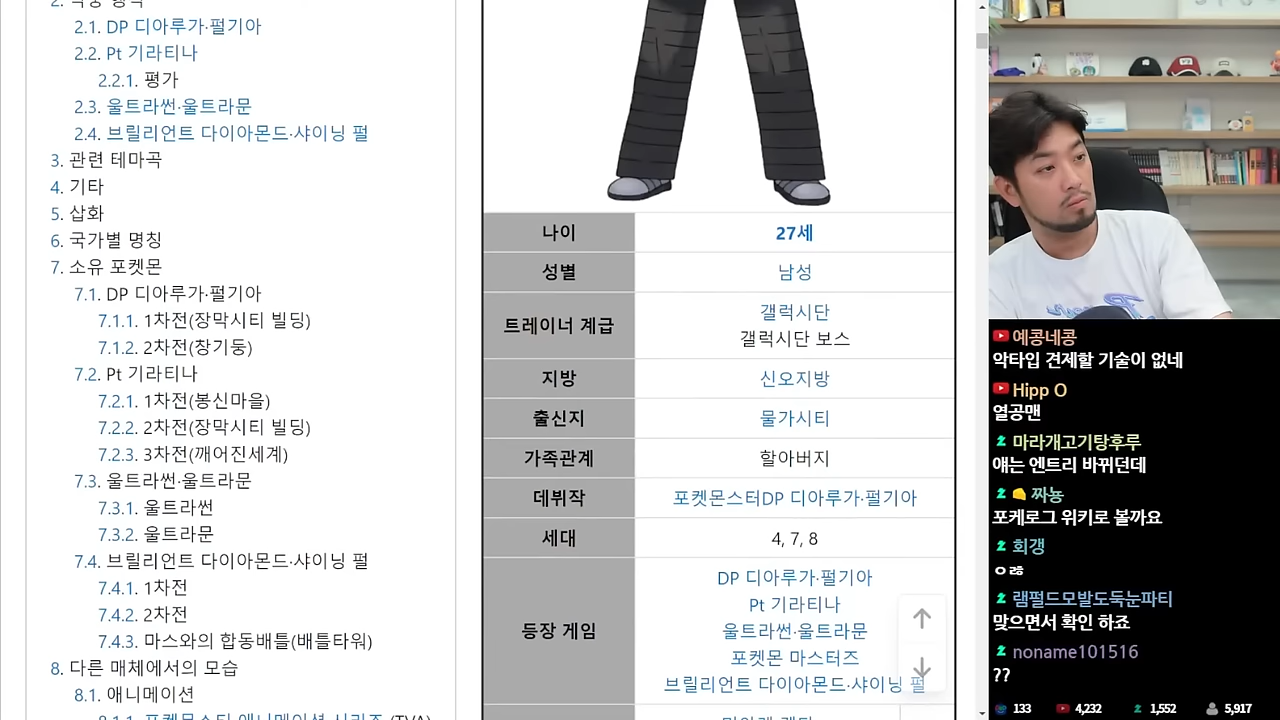 2.1. DP 디아루가·펄기아
2.2. Pt 기라티나
2.2.1. 평가
2.3. 울트라썬·울트라문
2.4. 브릴리언트 다이아몬드·샤이닝 펄
3. 관련 테마곡
4. 기타
5. 삽화
6. 국가별 명칭
7. 소유 포켓몬
7.1. DP 디아루가·펄기아
7.1.1. 1차전(장막시티 빌딩)
7.1.2. 2차전(창기둥)
7.2. Pt 기라티나
7.2.1. 1차전(봉신마을)
7.2.2. 2차전(장막시티 빌딩)
7.2.3. 3차전(깨어진세계)
7.3. 울트라썬·울트라문
7.3.1. 울트라썬
7.3.2. 울트라문
7.4. 브릴리언트 다이아몬드·샤이닝 펄
7.4.1. 1차전
7.4.2. 2차전
7.4.3. 마스와의 합동배틀(배틀타워)
8. 다른 매체에서의 모습
8.1. 애니메이션
나이 27세
성별 남성
트레이너 계급 갤럭시단
갤럭시단 보스
지방 신오지방
출신지 물가시티
가족관계 할아버지
데뷔작 포켓몬스터DP 디아루가·펄기아
세대 4, 7, 8
등장 게임 DP 디아루가·펄기아
Pt 기라티나
울트라썬·울트라문
포켓몬 마스터즈
브릴리언트 다이아몬드·샤이닝 펄
예콩네콩
악타입 견제할 기술이 없네
Hipp O
열공맨
마라개고기탕후루
얘는 엔트리 바뀌던데
짜뇽
포케로그 위키로 볼까요
회갱
램펄드모발도둑눈파티
맞으면서 확인 하죠
noname101516
??
133 4,232 1,552 5,917